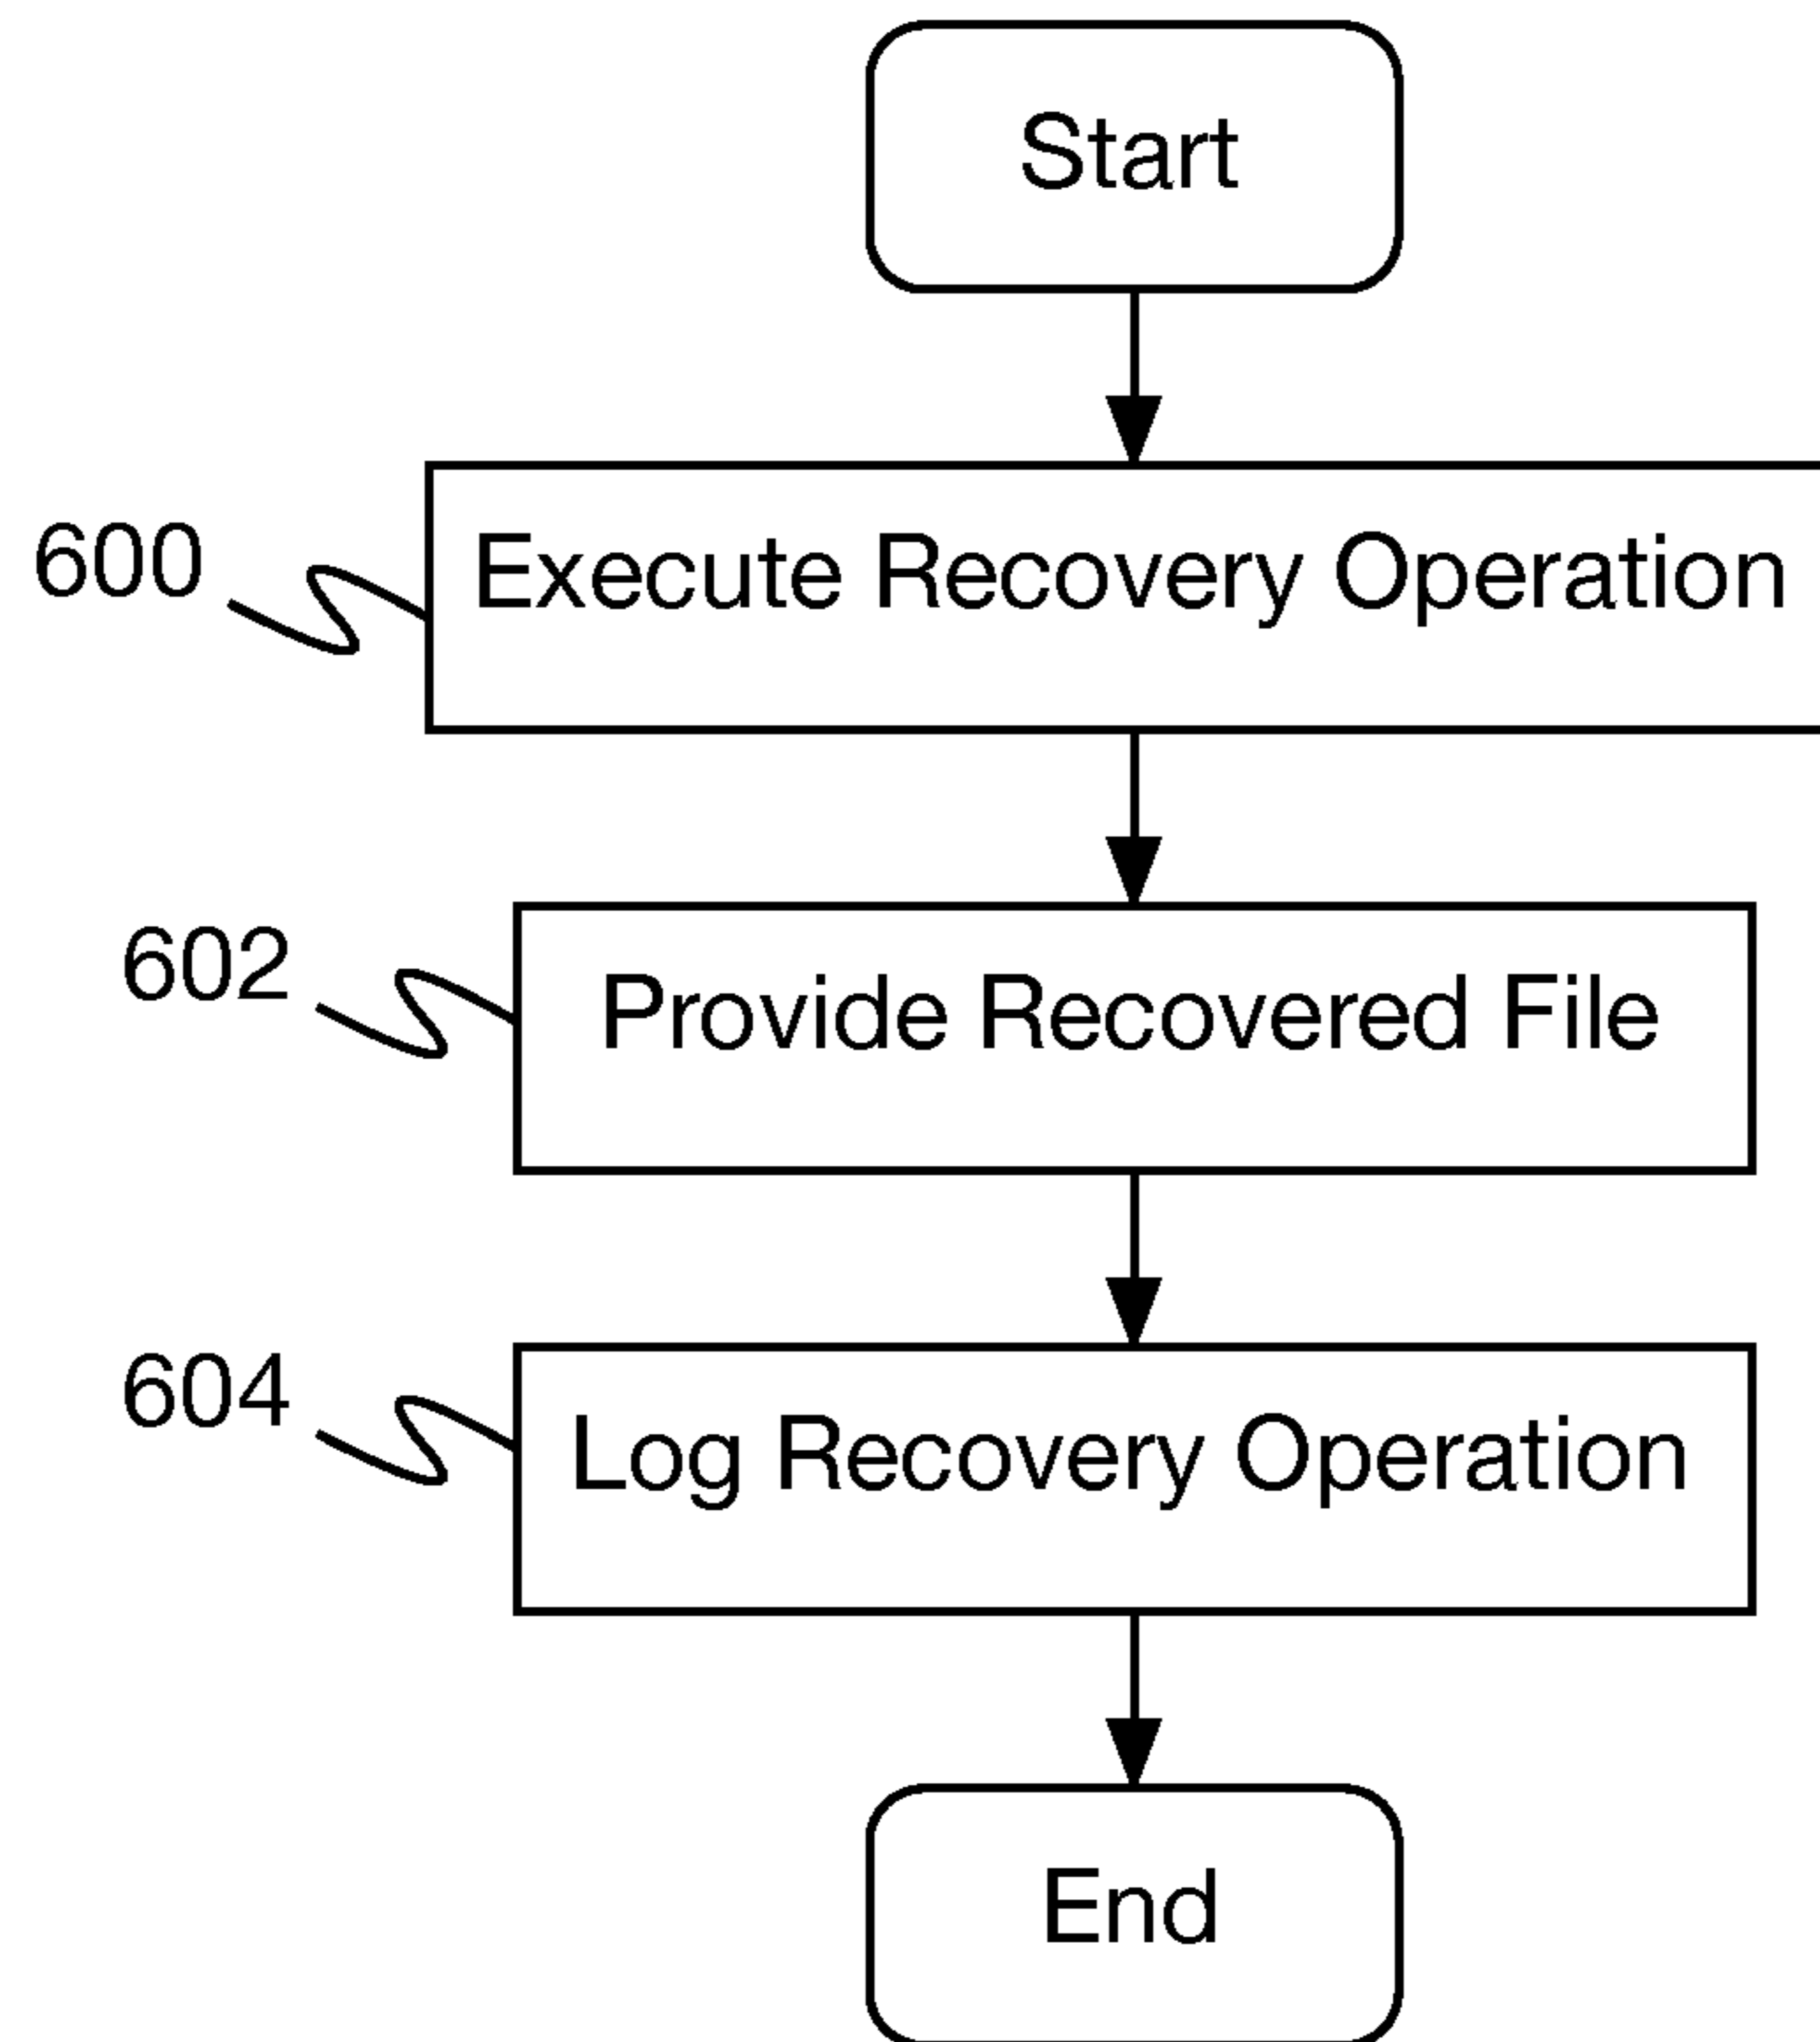 Start
600
Execute Recovery Operation
602
Provide Recovered File
604
Log Recovery Operation
End